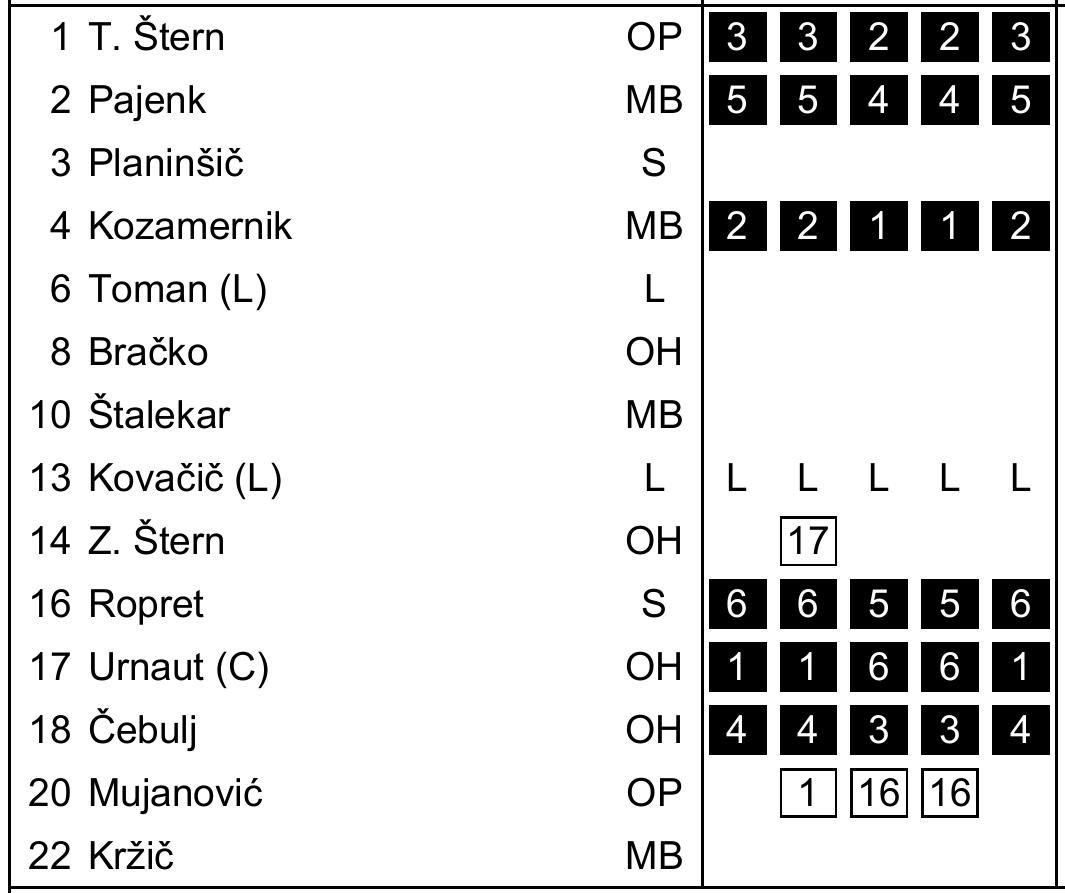 1 T. Štern OP 3 3 2 2 3
2 Pajenk MB 5 5 4 4 5
3 Planinšič S
4 Kozamernik MB 2 2 1 1 2
6 Toman (L) L
8 Bračko OH
10 Štalekar MB
13 Kovačič (L) L L L L L L
14 Z. Štern OH 17
16 Ropret S 6 6 5 5 6
17 Urnaut (C) OH 1 1 6 6 1
18 Čebulj OH 4 4 3 3 4
20 Mujanović OP 1 16 16
22 Kržič MB